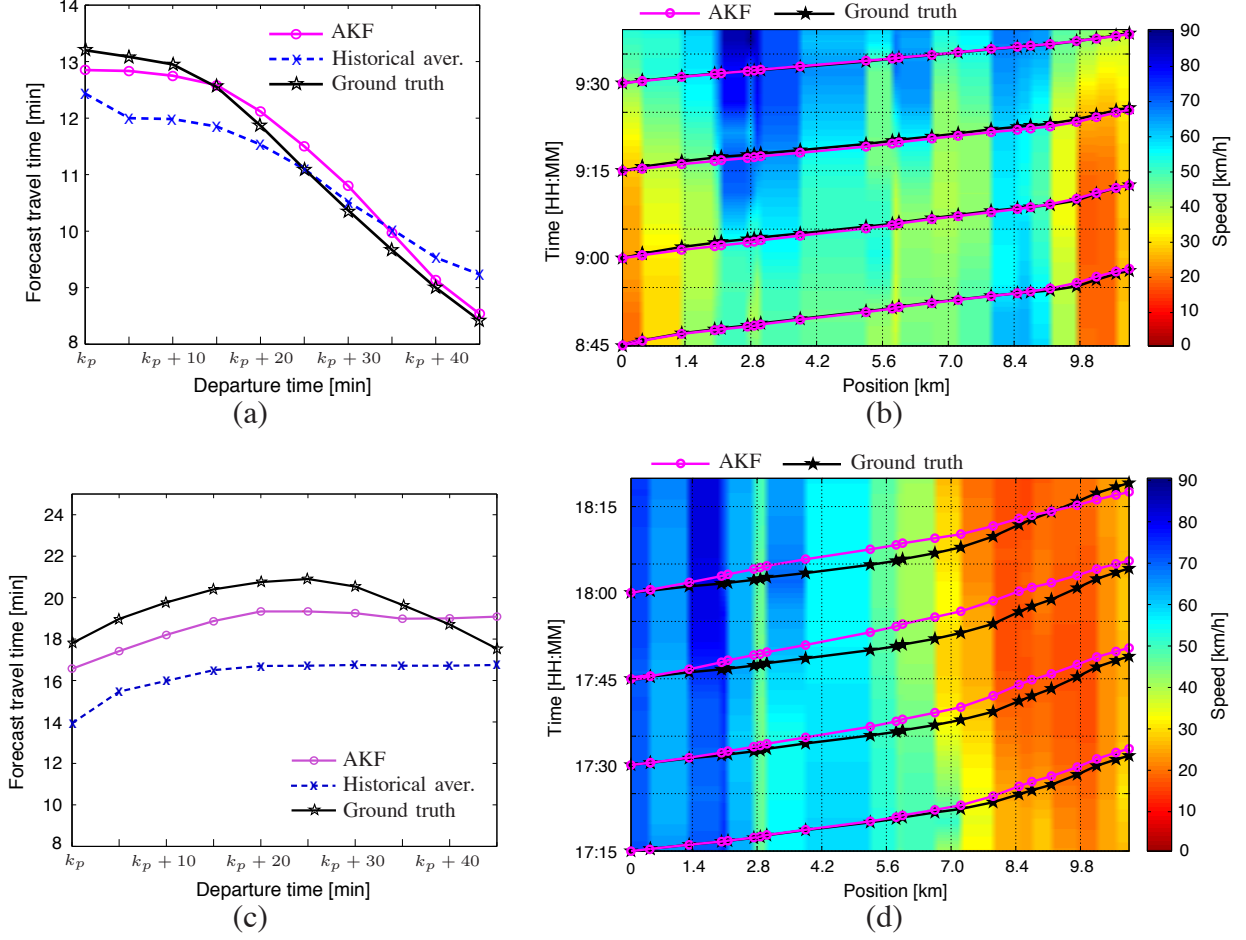 AKF
Historical aver.
Ground truth
14
13
12
11
10
9
8
Forecast travel time [min]
k_p k_p + 10 k_p + 20 k_p + 30 k_p + 40
Departure time [min]
(a)
AKF Ground truth
9:30
9:15
9:00
8:45
Time [HH:MM]
0 1.4 2.8 4.2 5.6 7.0 8.4 9.8
Position [km]
90
80
70
60
50
40
30
20
10
0
Speed [km/h]
(b)
24
22
20
18
16
14
12
10
8
Forecast travel time [min]
AKF
Historical aver.
Ground truth
k_p k_p + 10 k_p + 20 k_p + 30 k_p + 40
Departure time [min]
(c)
AKF Ground truth
18:15
18:00
17:45
17:30
17:15
Time [HH:MM]
0 1.4 2.8 4.2 5.6 7.0 8.4 9.8
Position [km]
90
80
70
60
50
40
30
20
10
0
Speed [km/h]
(d)